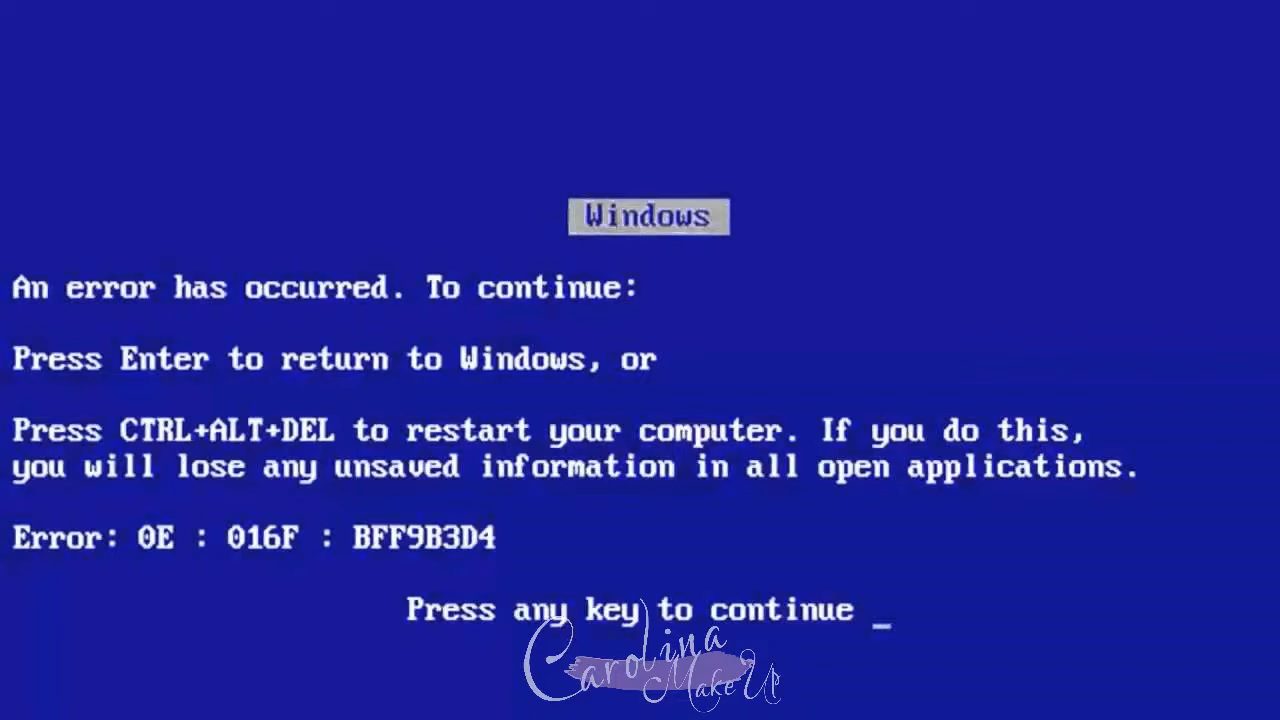 Windows
An error has occurred. To continue:
Press Enter to return to Windows, or
Press CTRL+ALT+DEL to restart your computer. If you do this,
you will lose any unsaved information in all open applications.
Error: 0E : 016F : BFF9B3D4
Press any key to continue _
Carolina
Make Up